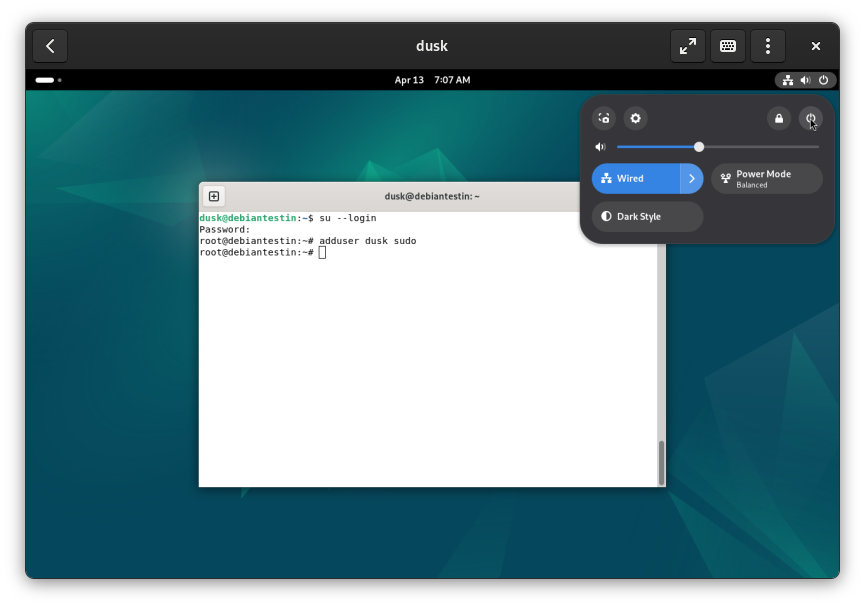 dusk
Apr 13 7:07 AM
dusk@debiantestin: ~
dusk@debiantestin:~$ su --login
Password:
root@debiantestin:~# adduser dusk sudo
root@debiantestin:~#
Wired
Power Mode
Balanced
Dark Style